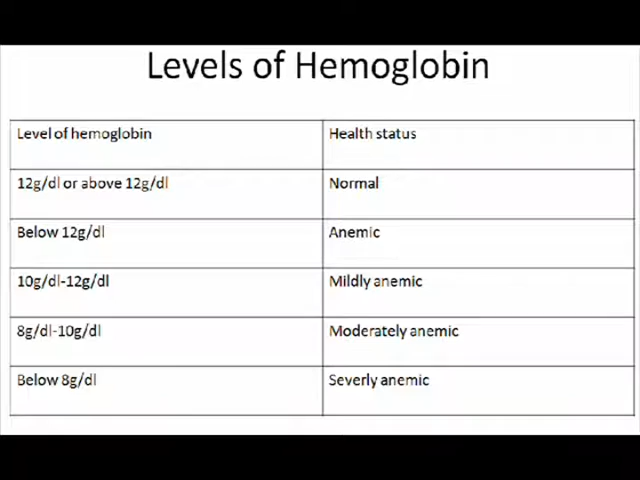 Levels of Hemoglobin
Level of hemoglobin Health status
12g/dl or above 12g/dl Normal
Below 12g/dl Anemic
10g/dl-12g/dl Mildly anemic
8g/dl-10g/dl Moderately anemic
Below 8g/dl Severly anemic